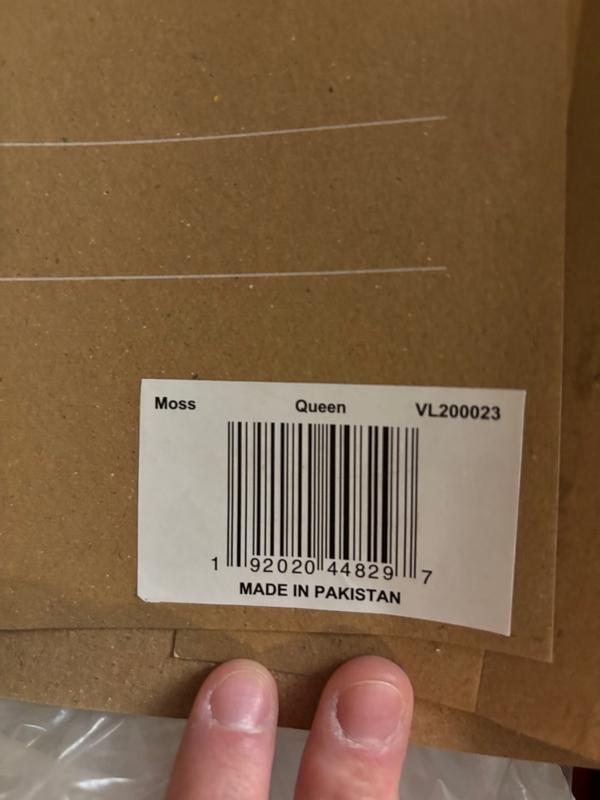 Moss Queen VL200023
1 92020 44829 7
MADE IN PAKISTAN